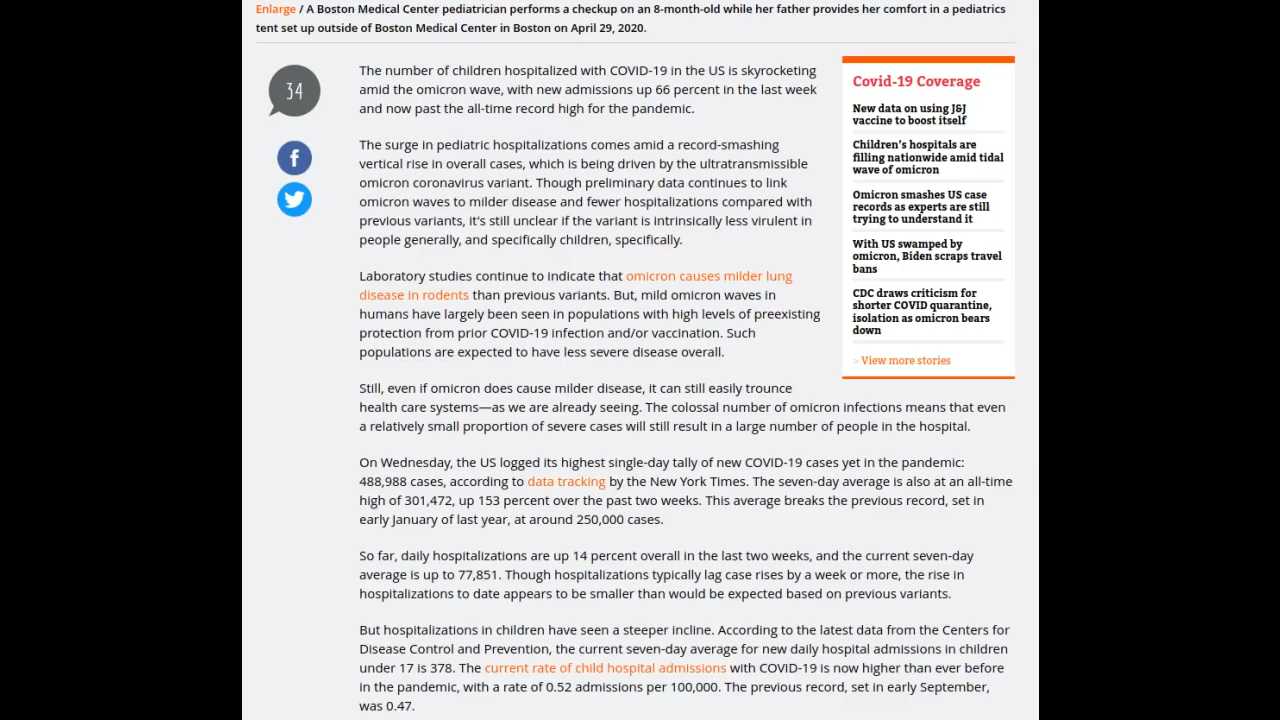 Enlarge / A Boston Medical Center pediatrician performs a checkup on an 8-month-old while her father provides her comfort in a pediatrics
tent set up outside of Boston Medical Center in Boston on April 29, 2020.
34
The number of children hospitalized with COVID-19 in the US is skyrocketing
amid the omicron wave, with new admissions up 66 percent in the last week
and now past the all-time record high for the pandemic.
The surge in pediatric hospitalizations comes amid a record-smashing
vertical rise in overall cases, which is being driven by the ultratransmissible
omicron coronavirus variant. Though preliminary data continues to link
omicron waves to milder disease and fewer hospitalizations compared with
previous variants, it's still unclear if the variant is intrinsically less virulent in
people generally, and specifically children, specifically.
Laboratory studies continue to indicate that omicron causes milder lung
disease in rodents than previous variants. But, mild omicron waves in
humans have largely been seen in populations with high levels of preexisting
protection from prior COVID-19 infection and/or vaccination. Such
populations are expected to have less severe disease overall.
Still, even if omicron does cause milder disease, it can still easily trounce
health care systems—as we are already seeing. The colossal number of omicron infections means that even
a relatively small proportion of severe cases will still result in a large number of people in the hospital.
On Wednesday, the US logged its highest single-day tally of new COVID-19 cases yet in the pandemic:
488,988 cases, according to data tracking by the New York Times. The seven-day average is also at an all-time
high of 301,472, up 153 percent over the past two weeks. This average breaks the previous record, set in
early January of last year, at around 250,000 cases.
So far, daily hospitalizations are up 14 percent overall in the last two weeks, and the current seven-day
average is up to 77,851. Though hospitalizations typically lag case rises by a week or more, the rise in
hospitalizations to date appears to be smaller than would be expected based on previous variants.
But hospitalizations in children have seen a steeper incline. According to the latest data from the Centers for
Disease Control and Prevention, the current seven-day average for new daily hospital admissions in children
under 17 is 378. The current rate of child hospital admissions with COVID-19 is now higher than ever before
in the pandemic, with a rate of 0.52 admissions per 100,000. The previous record, set in early September,
was 0.47.
Covid-19 Coverage
New data on using J&J
vaccine to boost itself
Children's hospitals are
filling nationwide amid tidal
wave of omicron
Omicron smashes US case
records as experts are still
trying to understand it
With US swamped by
omicron, Biden scraps travel
bans
CDC draws criticism for
shorter COVID quarantine,
isolation as omicron bears
down
> View more stories